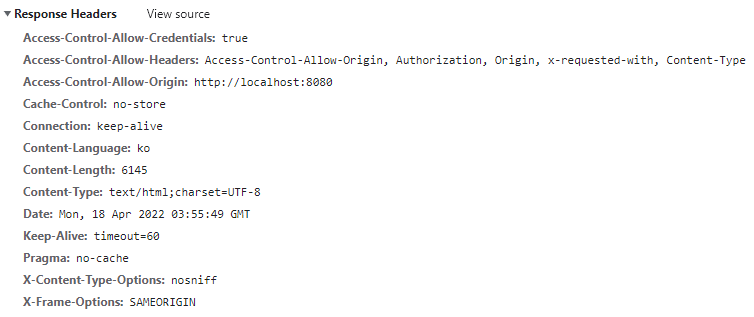 Response Headers View source
Access-Control-Allow-Credentials: true
Access-Control-Allow-Headers: Access-Control-Allow-Origin, Authorization, Origin, x-requested-with, Content-Type
Access-Control-Allow-Origin: http://localhost:8080
Cache-Control: no-store
Connection: keep-alive
Content-Language: ko
Content-Length: 6145
Content-Type: text/html;charset=UTF-8
Date: Mon, 18 Apr 2022 03:55:49 GMT
Keep-Alive: timeout=60
Pragma: no-cache
X-Content-Type-Options: nosniff
X-Frame-Options: SAMEORIGIN